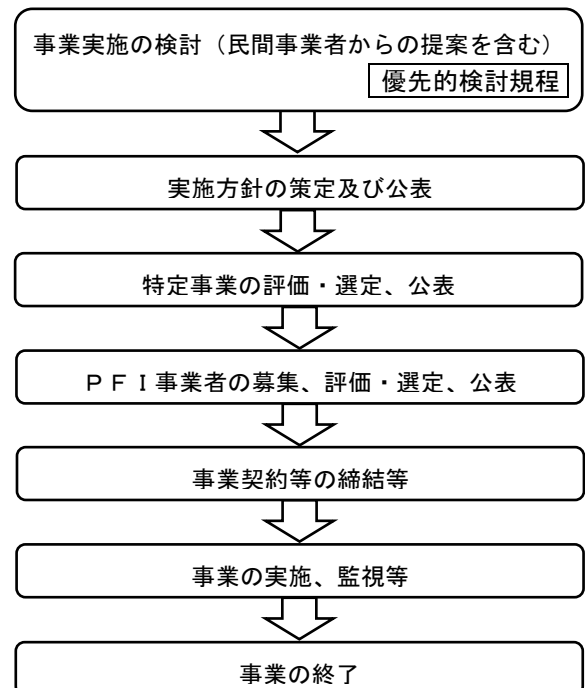 事業実施の検討（民間事業者からの提案を含む）
優先的検討規程
実施方針の策定及び公表
特定事業の評価・選定、公表
ＰＦＩ事業者の募集、評価・選定、公表
事業契約等の締結等
事業の実施、監視等
事業の終了